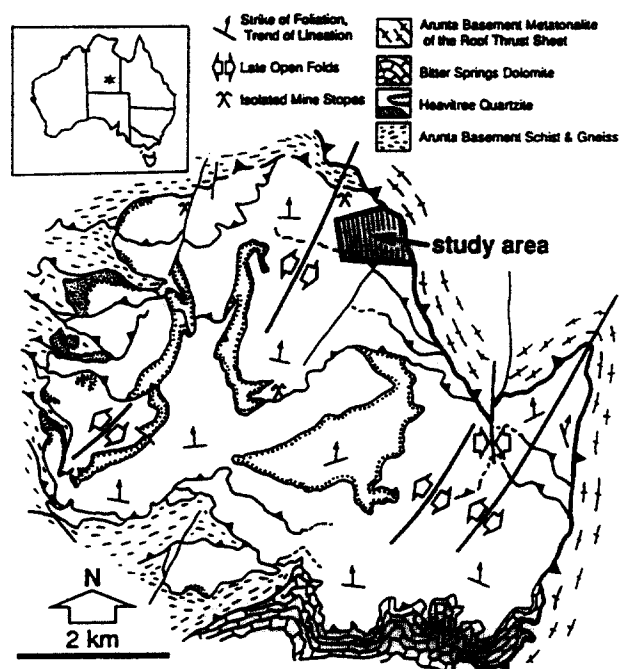 Strike of Foliation,
Trend of Lineation
Late Open Folds
Isolated Mine Stopes
Arunta Basement Metatonalite
of the Roof Thrust Sheet
Bitter Springs Dolomite
Heavitree Quartzite
Arunta Basement Schist & Gneiss
study area
N
2 km